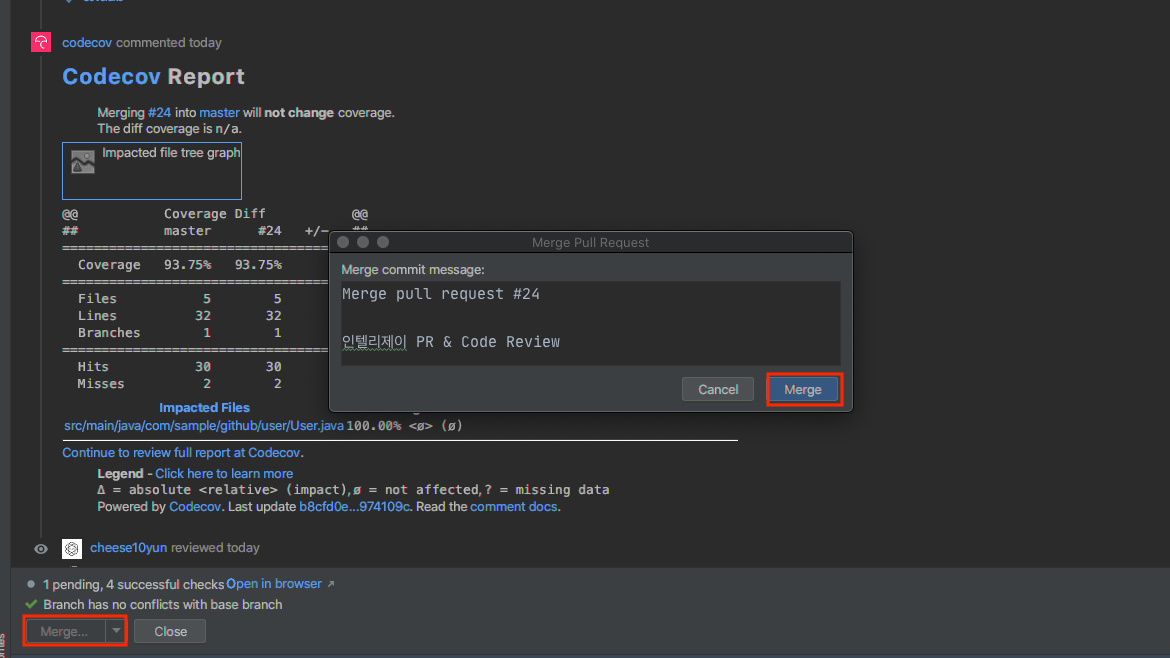 codecov commented today
Codecov Report
Merging #24 into master will not change coverage.
The diff coverage is n/a.
Impacted file tree graph
@@ Coverage Diff @@
## master #24 +/- ##
======================================
Coverage 93.75% 93.75%
======================================
Files 5 5
Lines 32 32
Branches 1 1
======================================
Hits 30 30
Misses 2 2
Impacted Files
src/main/java/com/sample/github/user/User.java 100.00% <ø> (ø)
Continue to review full report at Codecov.
Legend - Click here to learn more
Δ = absolute <relative> (impact), ø = not affected, ? = missing data
Powered by Codecov. Last update b8cfd0e...974109c. Read the comment docs.
cheese10yun reviewed today
Merge Pull Request
Merge commit message:
Merge pull request #24
인텔리제이 PR & Code Review
Cancel
Merge
1 pending, 4 successful checks Open in browser ↗
Branch has no conflicts with base branch
Merge...
Close